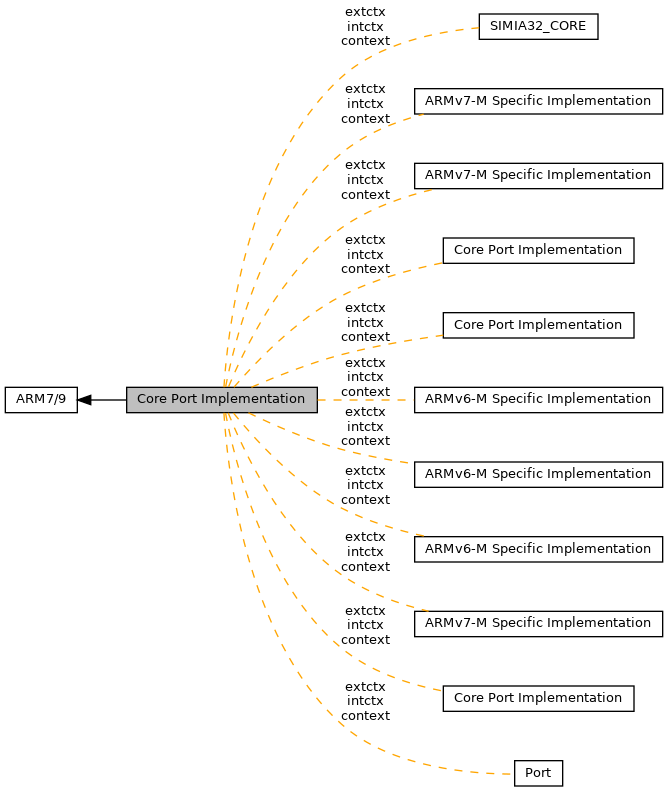 extctx
intctx
context
SIMIA32_CORE
extctx
intctx
context
ARMv7-M Specific Implementation
extctx
intctx
context
ARMv7-M Specific Implementation
extctx
intctx
context
Core Port Implementation
extctx
intctx
context
Core Port Implementation
ARM7/9
Core Port Implementation
extctx
intctx
context
ARMv6-M Specific Implementation
extctx
intctx
context
ARMv6-M Specific Implementation
extctx
intctx
context
ARMv6-M Specific Implementation
extctx
intctx
context
ARMv7-M Specific Implementation
extctx
intctx
context
Core Port Implementation
extctx
intctx
context
Port